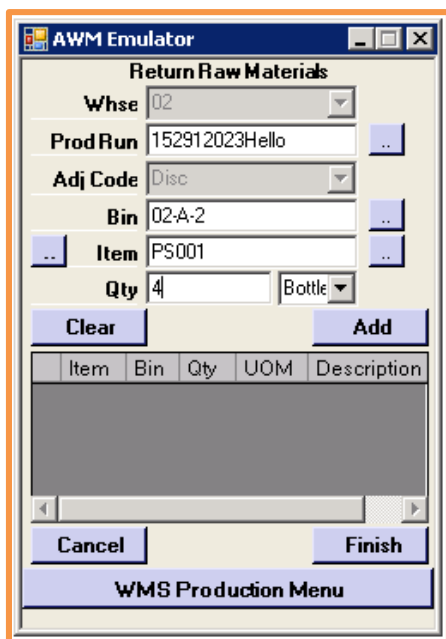 AWM Emulator
Return Raw Materials
Whse 02
Prod Run 152912023Hello ..
Adj Code Disc
Bin 02-A-2 ..
.. Item PS001 ..
Qty 4 Bottle
Clear Add
Item Bin Qty UOM Description
Cancel Finish
WMS Production Menu